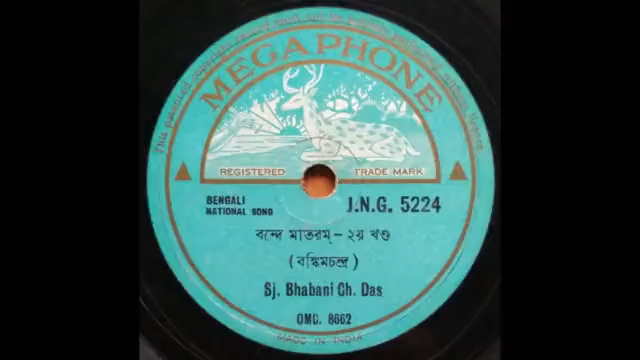 MEGAPHONE
REGISTERED TRADE MARK
BENGALI
NATIONAL SONG
J.N.G. 5224
বন্দে মাতরম্ - ২য় খণ্ড
(বঙ্কিমচন্দ্র)
Sj. Bhabani Ch. Das
OMC. 8662
MADE IN INDIA